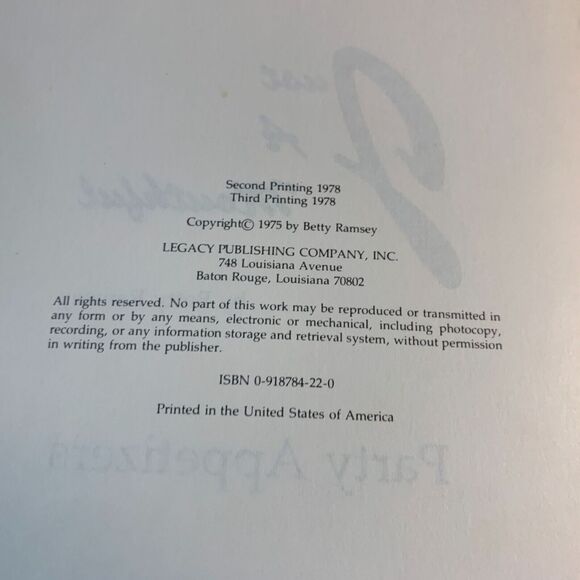 Second Printing 1978
Third Printing 1978
Copyright© 1975 by Betty Ramsey
LEGACY PUBLISHING COMPANY, INC.
748 Louisiana Avenue
Baton Rouge, Louisiana 70802
All rights reserved. No part of this work may be reproduced or transmitted in
any form or by any means, electronic or mechanical, including photocopy,
recording, or any information storage and retrieval system, without permission
in writing from the publisher.
ISBN 0-918784-22-0
Printed in the United States of America
Party Appetizers